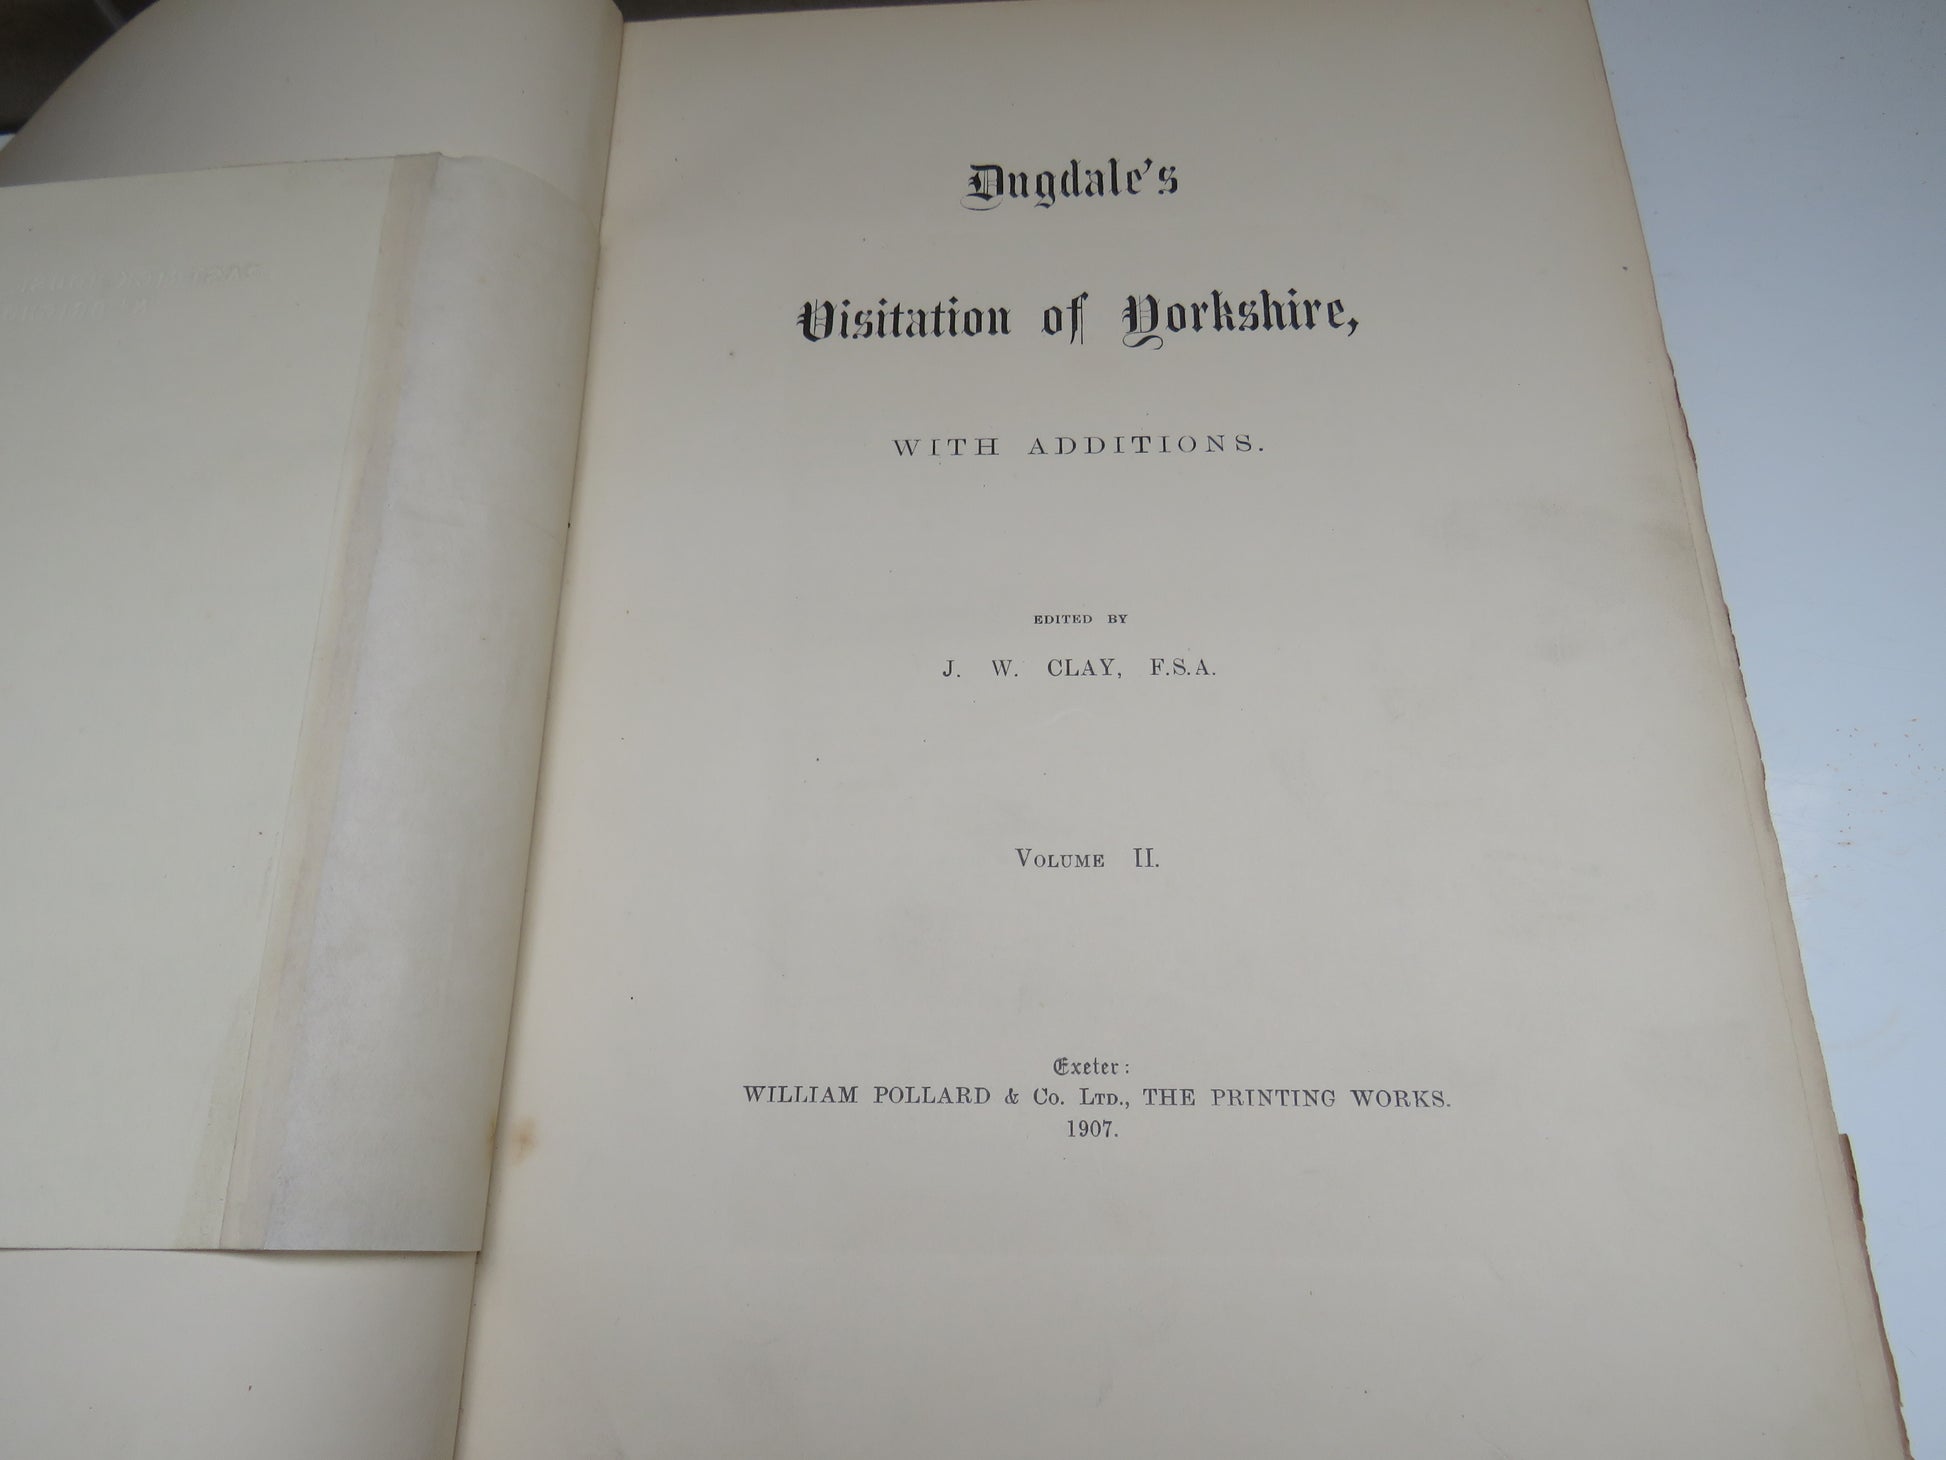 Dugdale's
Visitation of Yorkshire,
WITH ADDITIONS.
EDITED BY
J. W. CLAY, F.S.A.
VOLUME II.
Exeter:
WILLIAM POLLARD & Co. LTD., THE PRINTING WORKS.
1907.